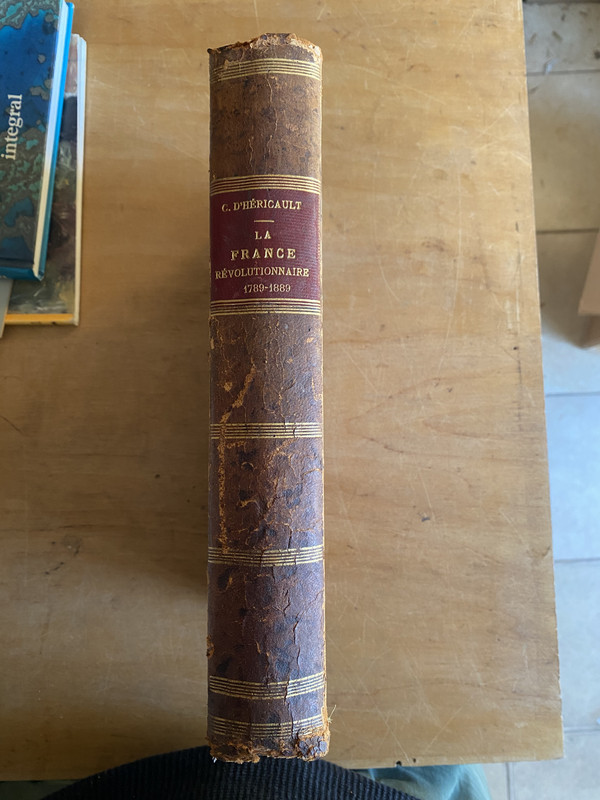 integral
C. D'HÉRICAULT
LA
FRANCE
RÉVOLUTIONNAIRE
1789-1889